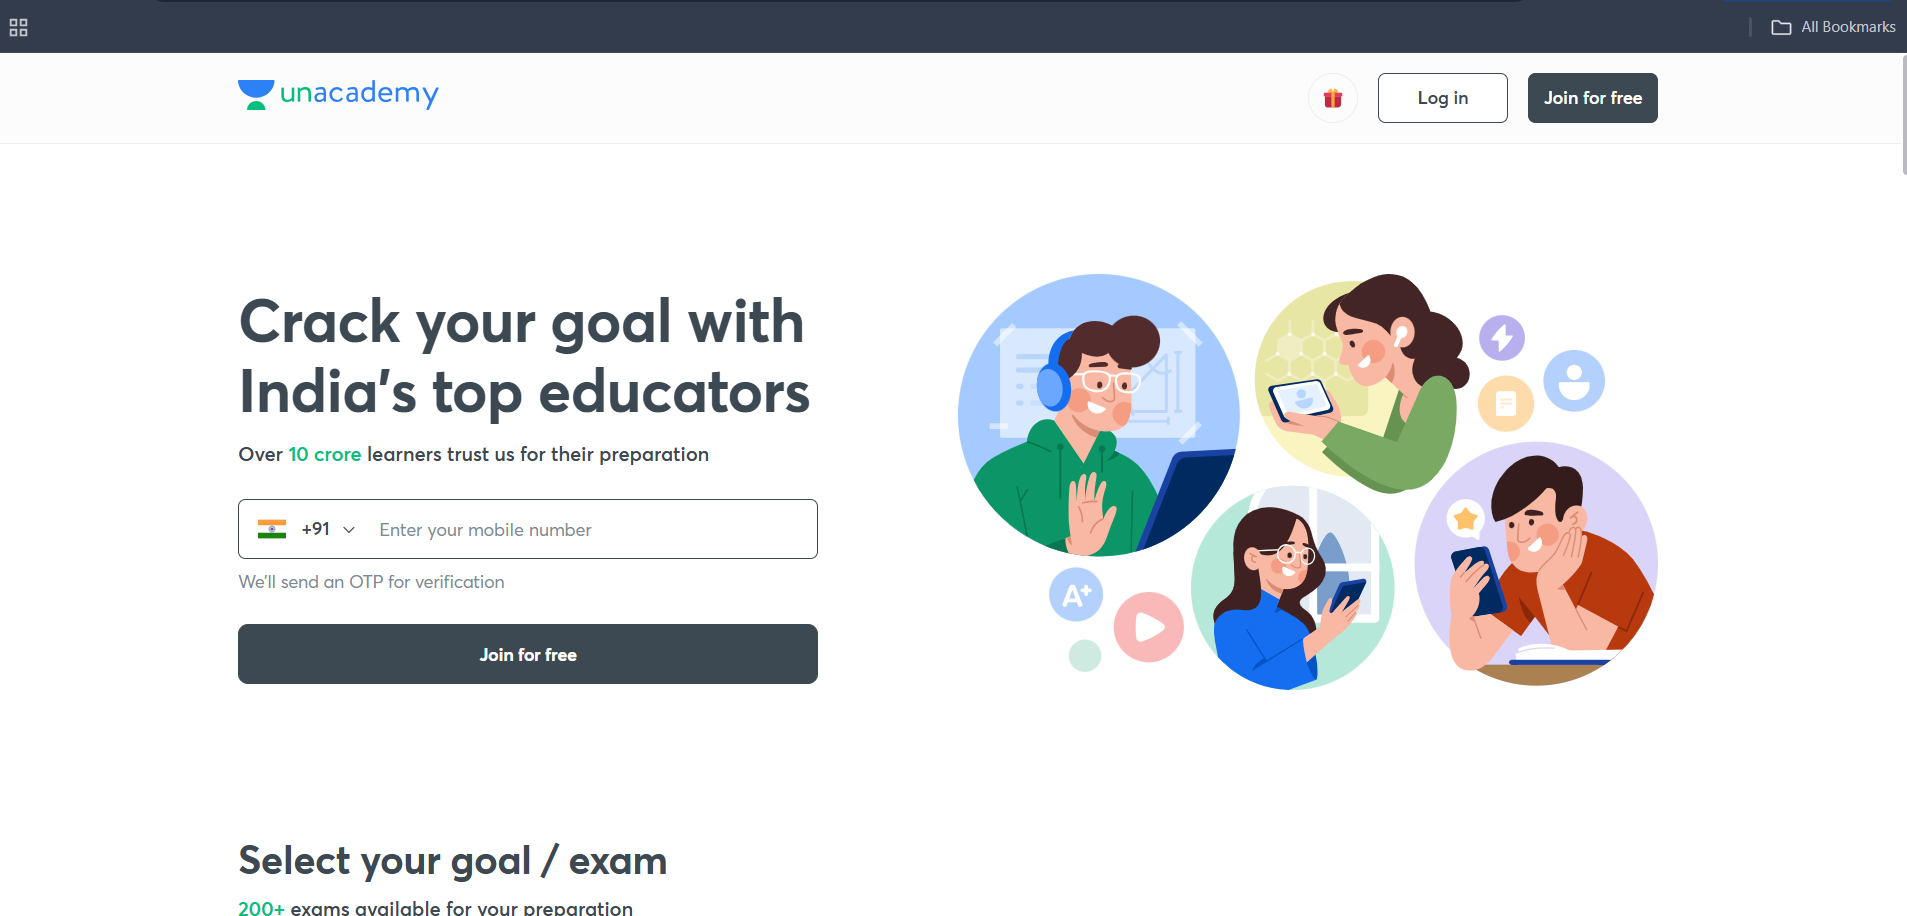 All Bookmarks
unacademy
Log in
Join for free
Crack your goal with
India's top educators
Over 10 crore learners trust us for their preparation
+91 Enter your mobile number
We'll send an OTP for verification
Join for free
A+
Select your goal / exam
200+ exams available for your preparation